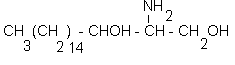 NH₂
CH₃(CH₂)₁₄ - CHOH - CH - CH₂OH